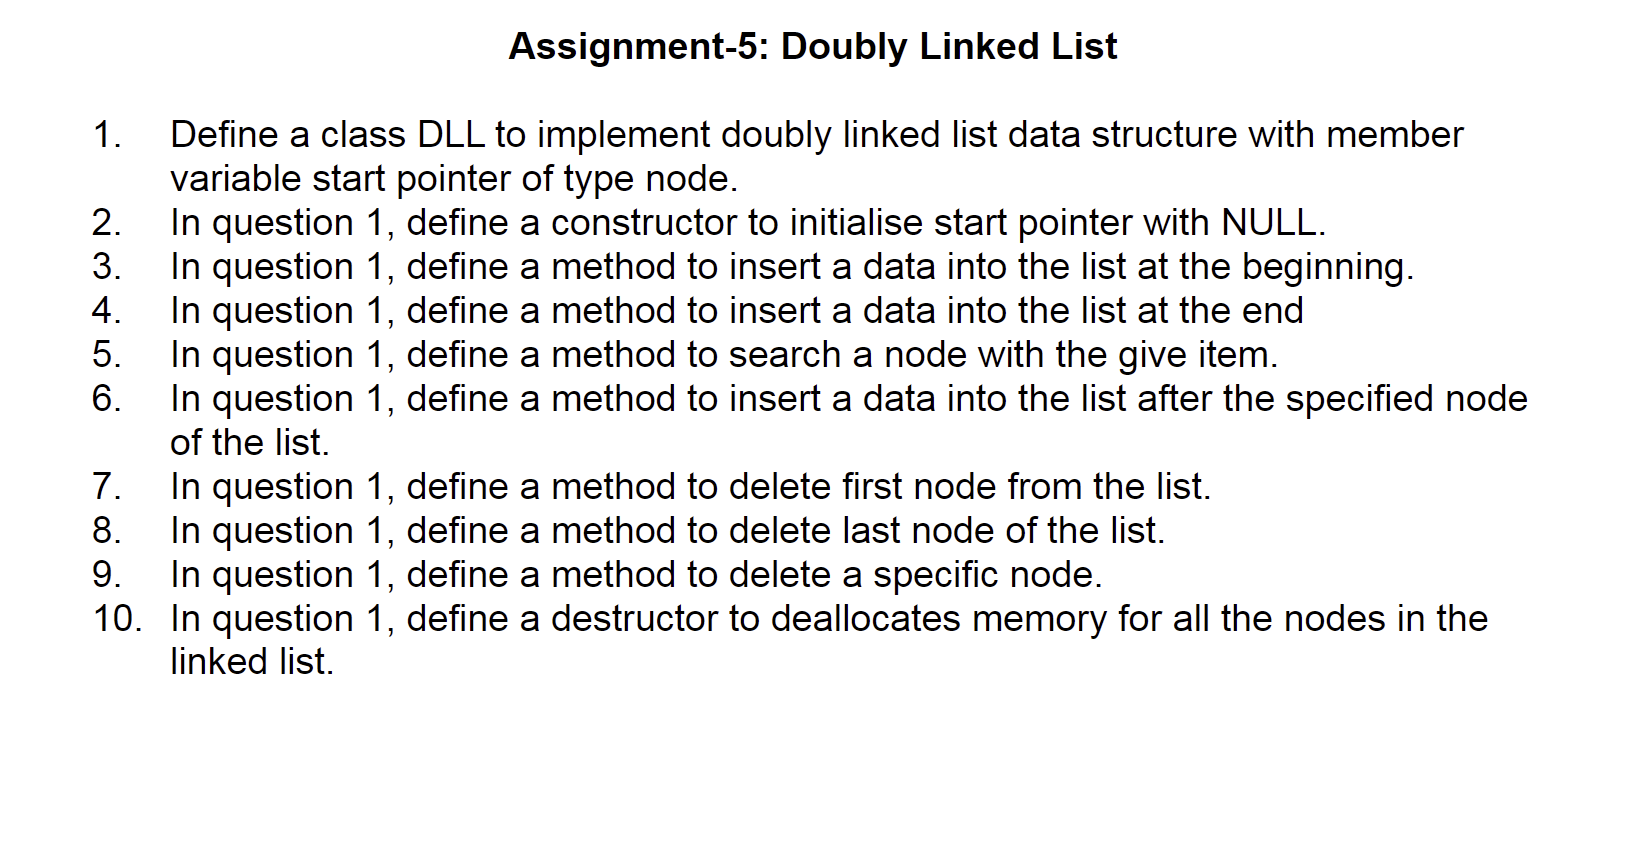 Assignment-5: Doubly Linked List
1. Define a class DLL to implement doubly linked list data structure with member
variable start pointer of type node.
2. In question 1, define a constructor to initialise start pointer with NULL.
3. In question 1, define a method to insert a data into the list at the beginning.
4. In question 1, define a method to insert a data into the list at the end
5. In question 1, define a method to search a node with the give item.
6. In question 1, define a method to insert a data into the list after the specified node
of the list.
7. In question 1, define a method to delete first node from the list.
8. In question 1, define a method to delete last node of the list.
9. In question 1, define a method to delete a specific node.
10. In question 1, define a destructor to deallocates memory for all the nodes in the
linked list.